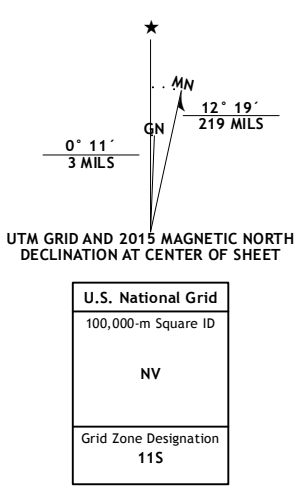 ★
MN
GN
12° 19´
219 MILS
0° 11´
3 MILS
UTM GRID AND 2015 MAGNETIC NORTH
DECLINATION AT CENTER OF SHEET
U.S. National Grid
100,000-m Square ID
NV
Grid Zone Designation
11S